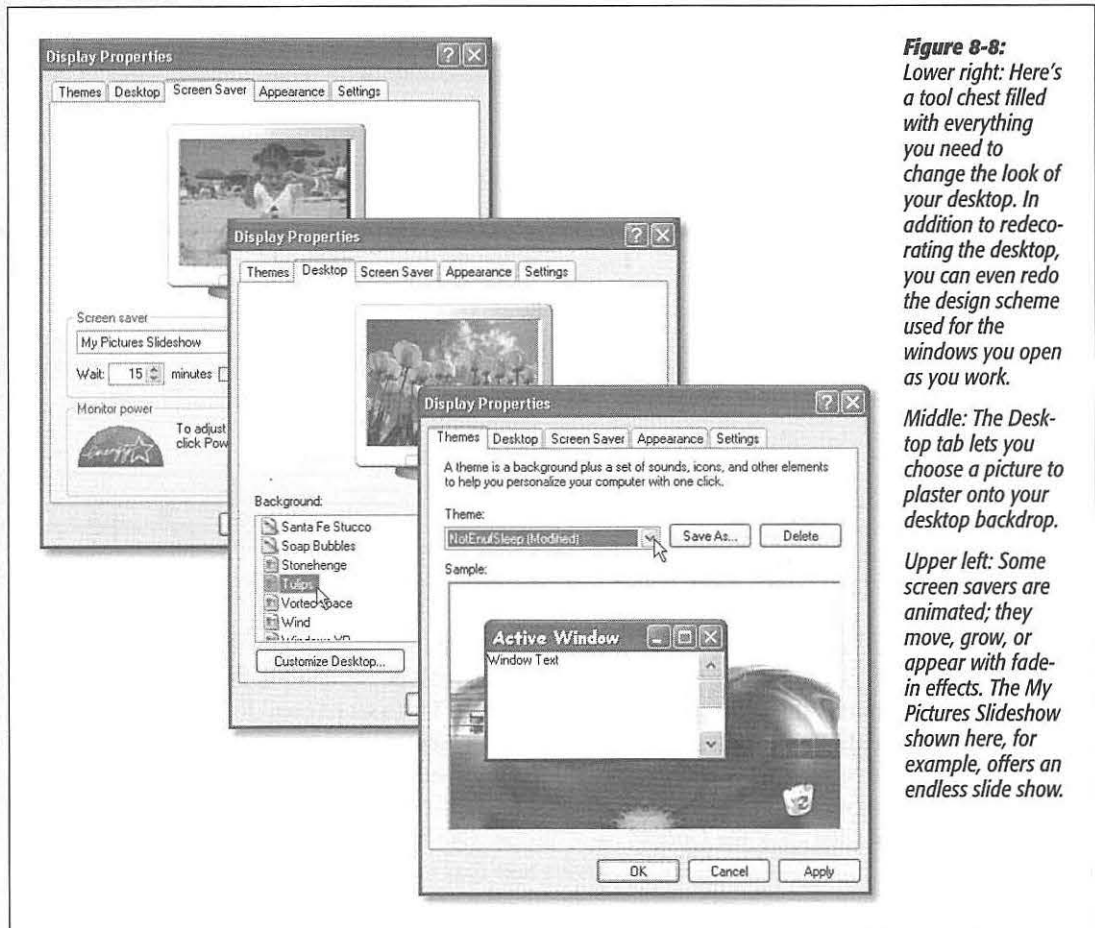 Display Properties
Themes Desktop Screen Saver Appearance Settings
Screen saver
My Pictures Slideshow
Wait: 15 minutes
Monitor power
To adjust
click Pow
Display Properties
Themes Desktop Screen Saver Appearance Settings
Background:
Santa Fe Stucco
Soap Bubbles
Stonehenge
Tulips
Wind
Customize Desktop...
Display Properties
Themes Desktop Screen Saver Appearance Settings
A theme is a background plus a set of sounds, icons, and other elements
to help you personalize your computer with one click.
Theme:
NotEnufSleep (Modified) Save As... Delete
Sample:
Active Window
Window Text
OK Cancel Apply
Figure 8-8:
Lower right: Here's
a tool chest filled
with everything
you need to
change the look of
your desktop. In
addition to redeco-
rating the desktop,
you can even redo
the design scheme
used for the
windows you open
as you work.
Middle: The Desk-
top tab lets you
choose a picture to
plaster onto your
desktop backdrop.
Upper left: Some
screen savers are
animated; they
move, grow, or
appear with fade-
in effects. The My
Pictures Slideshow
shown here, for
example, offers an
endless slide show.